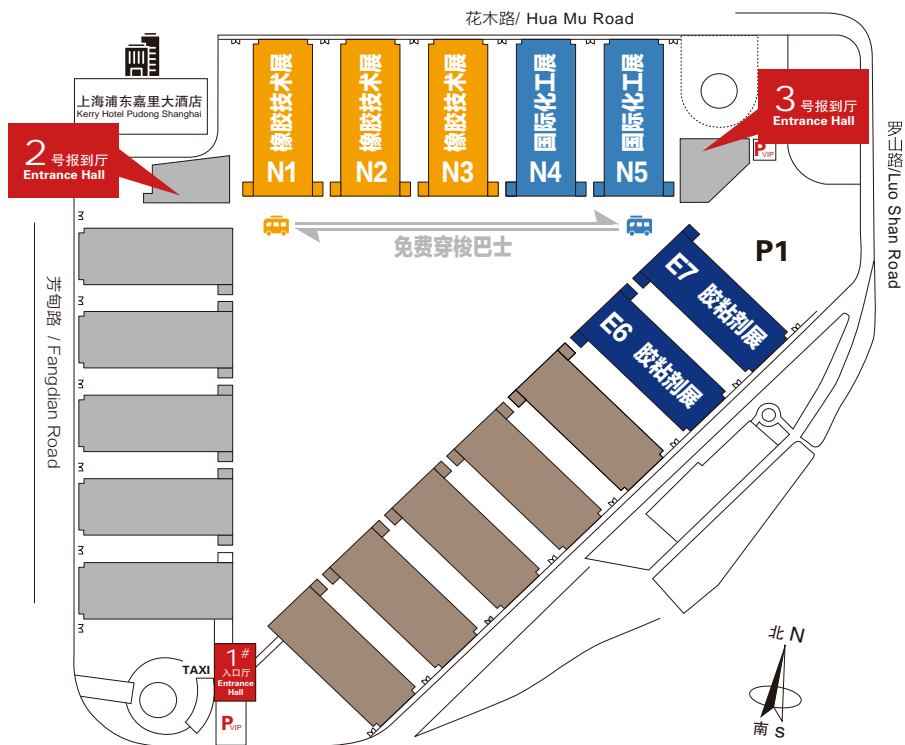 花木路/ Hua Mu Road
上海浦东嘉里大酒店
Kerry Hotel Pudong Shanghai
2号报到厅
Entrance Hall
橡胶技术展
N1
橡胶技术展
N2
橡胶技术展
N3
国际化工展
N4
国际化工展
N5
3号报到厅
Entrance Hall
PVIP
罗山路/Luo Shan Road
免费穿梭巴士
P1
E7 胶粘剂展
E6 胶粘剂展
芳甸路 / Fangdian Road
TAXI
1#
入口厅
Entrance
Hall
PVIP
北 N
南 S